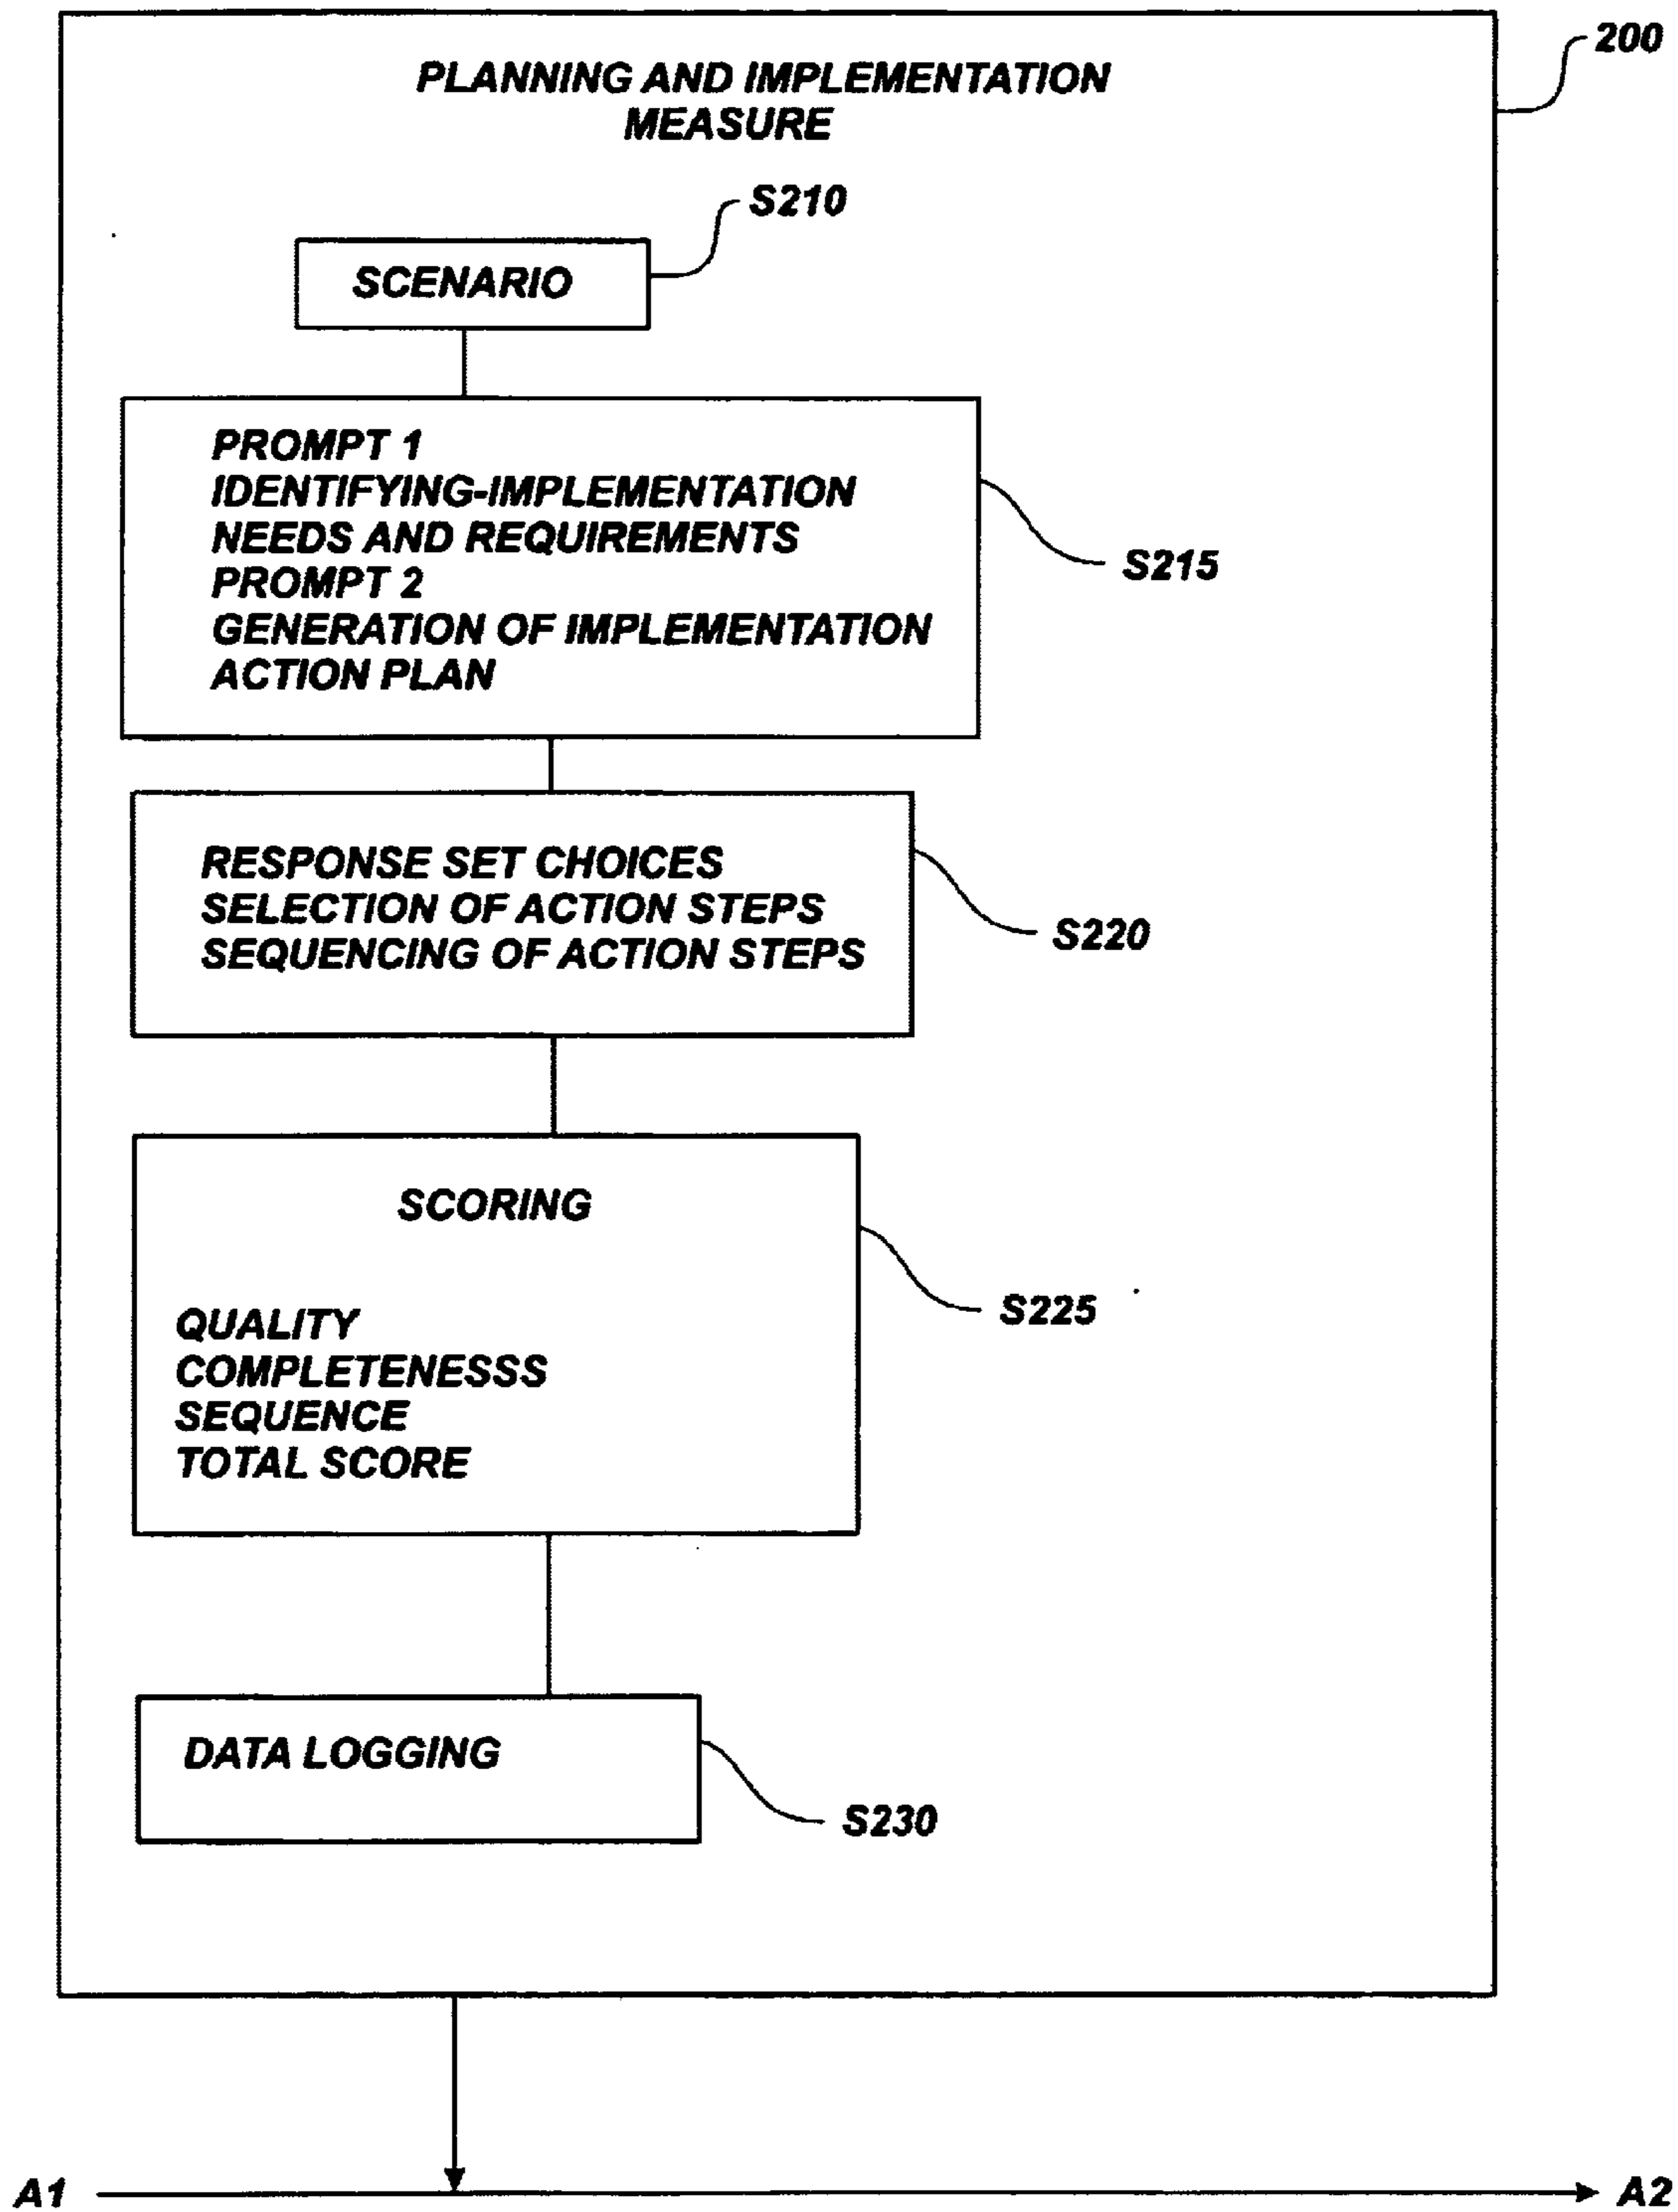 200
PLANNING AND IMPLEMENTATION
MEASURE
S210
SCENARIO
PROMPT 1
IDENTIFYING-IMPLEMENTATION
NEEDS AND REQUIREMENTS
PROMPT 2
GENERATION OF IMPLEMENTATION
ACTION PLAN
S215
RESPONSE SET CHOICES
SELECTION OF ACTION STEPS
SEQUENCING OF ACTION STEPS
S220
SCORING
S225
QUALITY
COMPLETENESSS
SEQUENCE
TOTAL SCORE
DATA LOGGING
S230
A1
A2